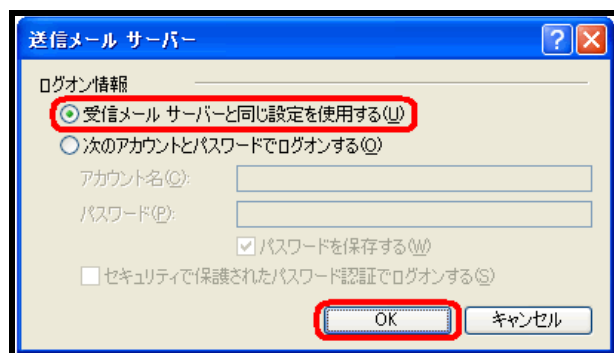 送信メール サーバー
ログオン情報
受信メール サーバーと同じ設定を使用する(U)
次のアカウントとパスワードでログオンする(O)
アカウント名(C):
パスワード(P):
パスワードを保存する(W)
セキュリティで保護されたパスワード認証でログオンする(S)
OK キャンセル